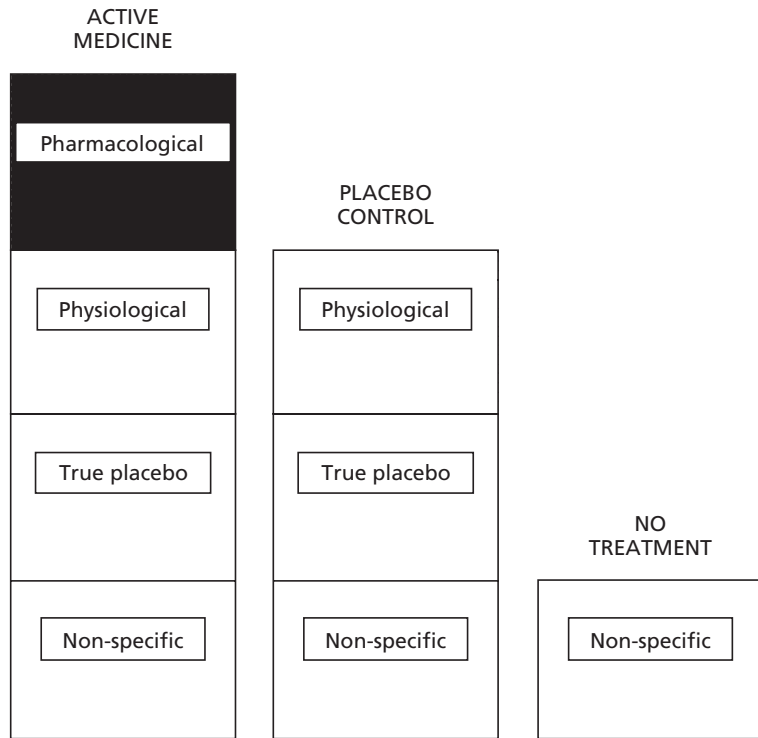 ACTIVE
MEDICINE
Pharmacological
PLACEBO
CONTROL
Physiological
Physiological
True placebo
True placebo
NO
TREATMENT
Non-specific
Non-specific
Non-specific